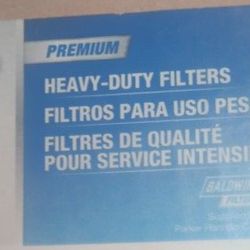 PREMIUM
HEAVY-DUTY FILTERS
FILTROS PARA USO PES
FILTRES DE QUALITÉ
POUR SERVICE INTENSI
BALDWIN